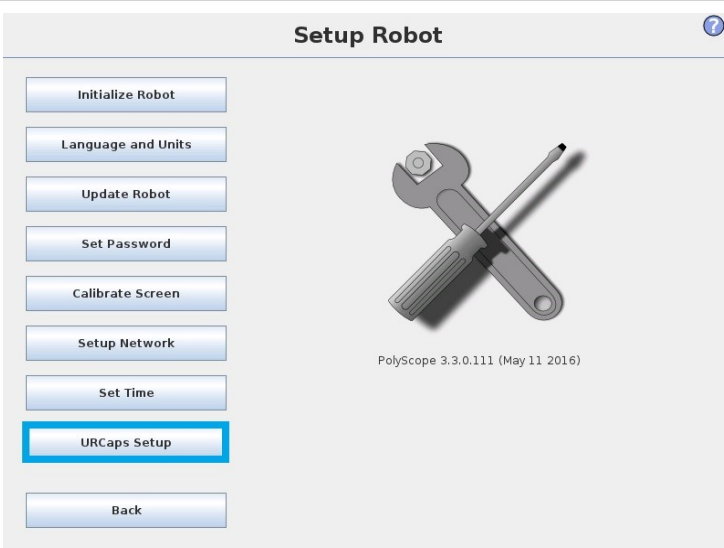 Setup Robot
?
Initialize Robot
Language and Units
Update Robot
Set Password
Calibrate Screen
Setup Network
Set Time
URCaps Setup
Back
PolyScope 3.3.0.111 (May 11 2016)